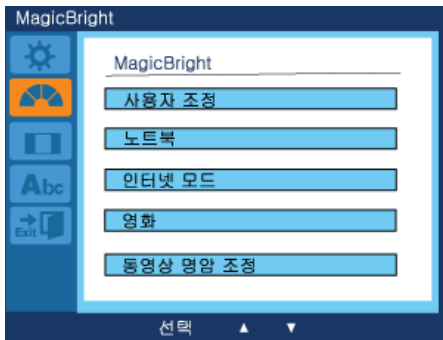 MagicBright
MagicBright
사용자 조정
노트북
인터넷 모드
Abc
영화
Exit
동영상 명암 조정
선택 ▲ ▼